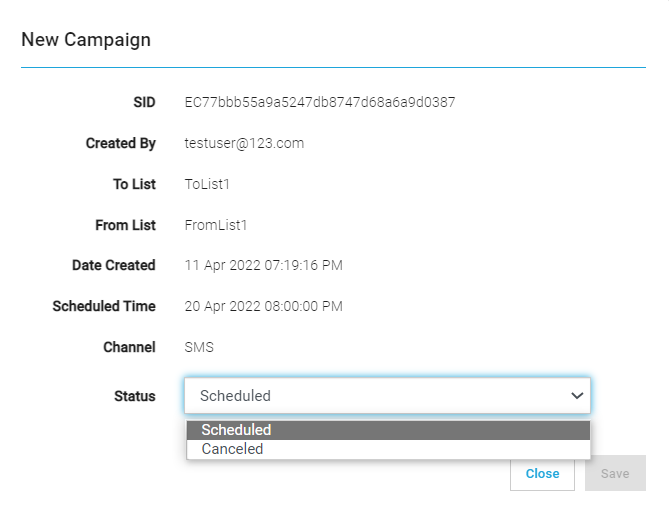 New Campaign
SID EC77bbb55a9a5247db8747d68a6a9d0387
Created By testuser@123.com
To List ToList1
From List FromList1
Date Created 11 Apr 2022 07:19:16 PM
Scheduled Time 20 Apr 2022 08:00:00 PM
Channel SMS
Status Scheduled
Scheduled
Canceled
Close Save